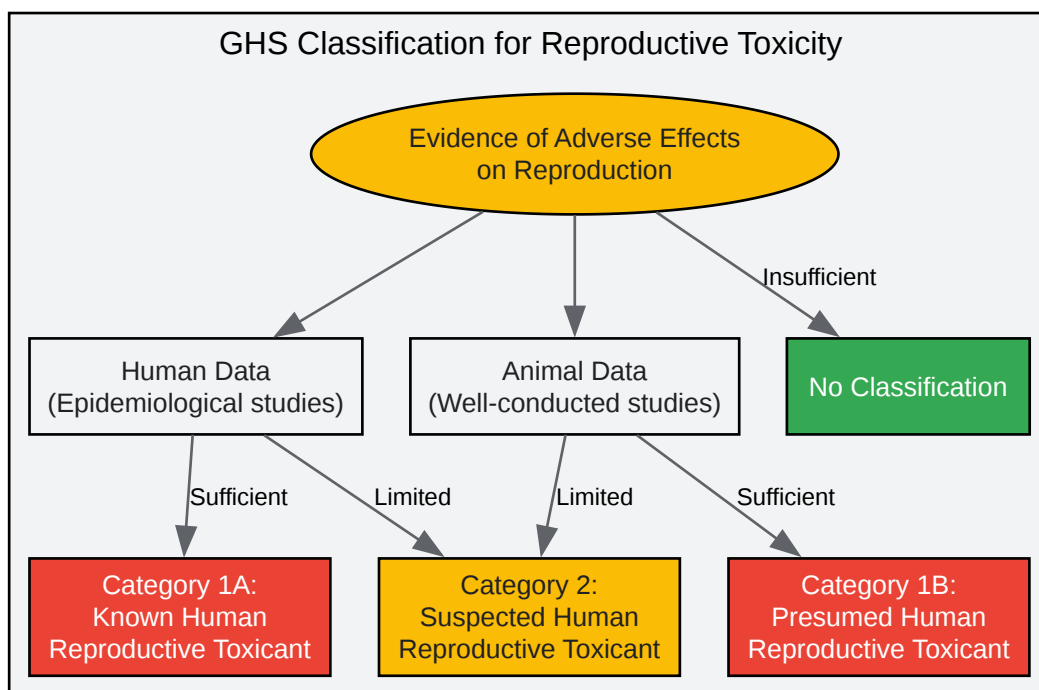 GHS Classification for Reproductive Toxicity
Evidence of Adverse Effects
on Reproduction
Insufficient
Human Data
(Epidemiological studies)
Animal Data
(Well-conducted studies)
No Classification
Sufficient
Limited
Limited
Sufficient
Category 1A:
Known Human
Reproductive Toxicant
Category 2:
Suspected Human
Reproductive Toxicant
Category 1B:
Presumed Human
Reproductive Toxicant